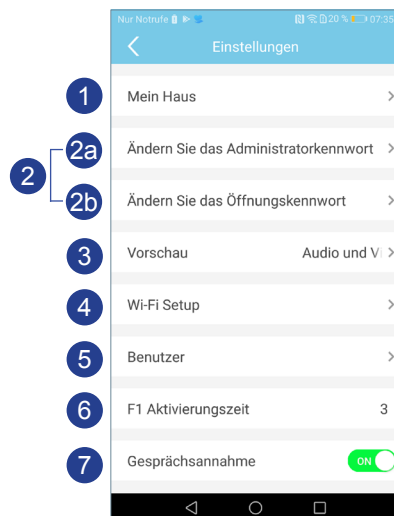 Nur Notrufe 20 % 07:35
Einstellungen
1 Mein Haus
2 2a Ändern Sie das Administratorkennwort
2b Ändern Sie das Öffnungskennwort
3 Vorschau Audio und Vi
4 Wi-Fi Setup
5 Benutzer
6 F1 Aktivierungszeit 3
7 Gesprächsannahme ON